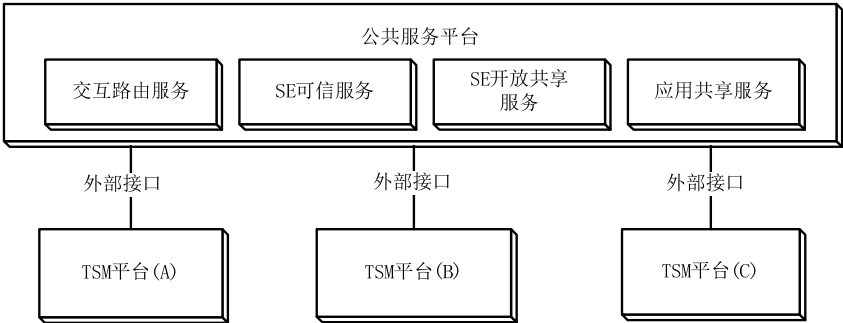 公共服务平台
交互路由服务
SE可信服务
SE开放共享
服务
应用共享服务
外部接口
外部接口
外部接口
TSM平台(A)
TSM平台(B)
TSM平台(C)